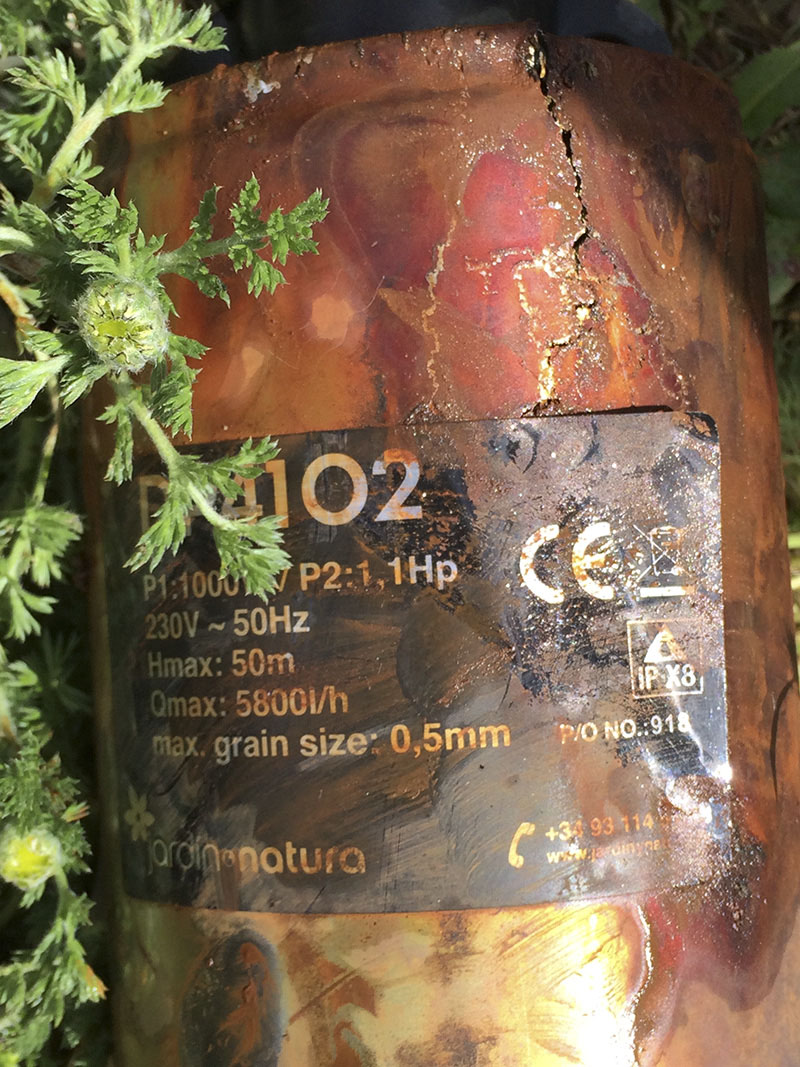 4102
P1:1000 / P2:1,1Hp
230V ~ 50Hz
Hmax: 50m
Qmax: 5800l/h
max. grain size: 0,5mm
CE
IP X8
P/O NO.:918
jardin natura
+34 93 114